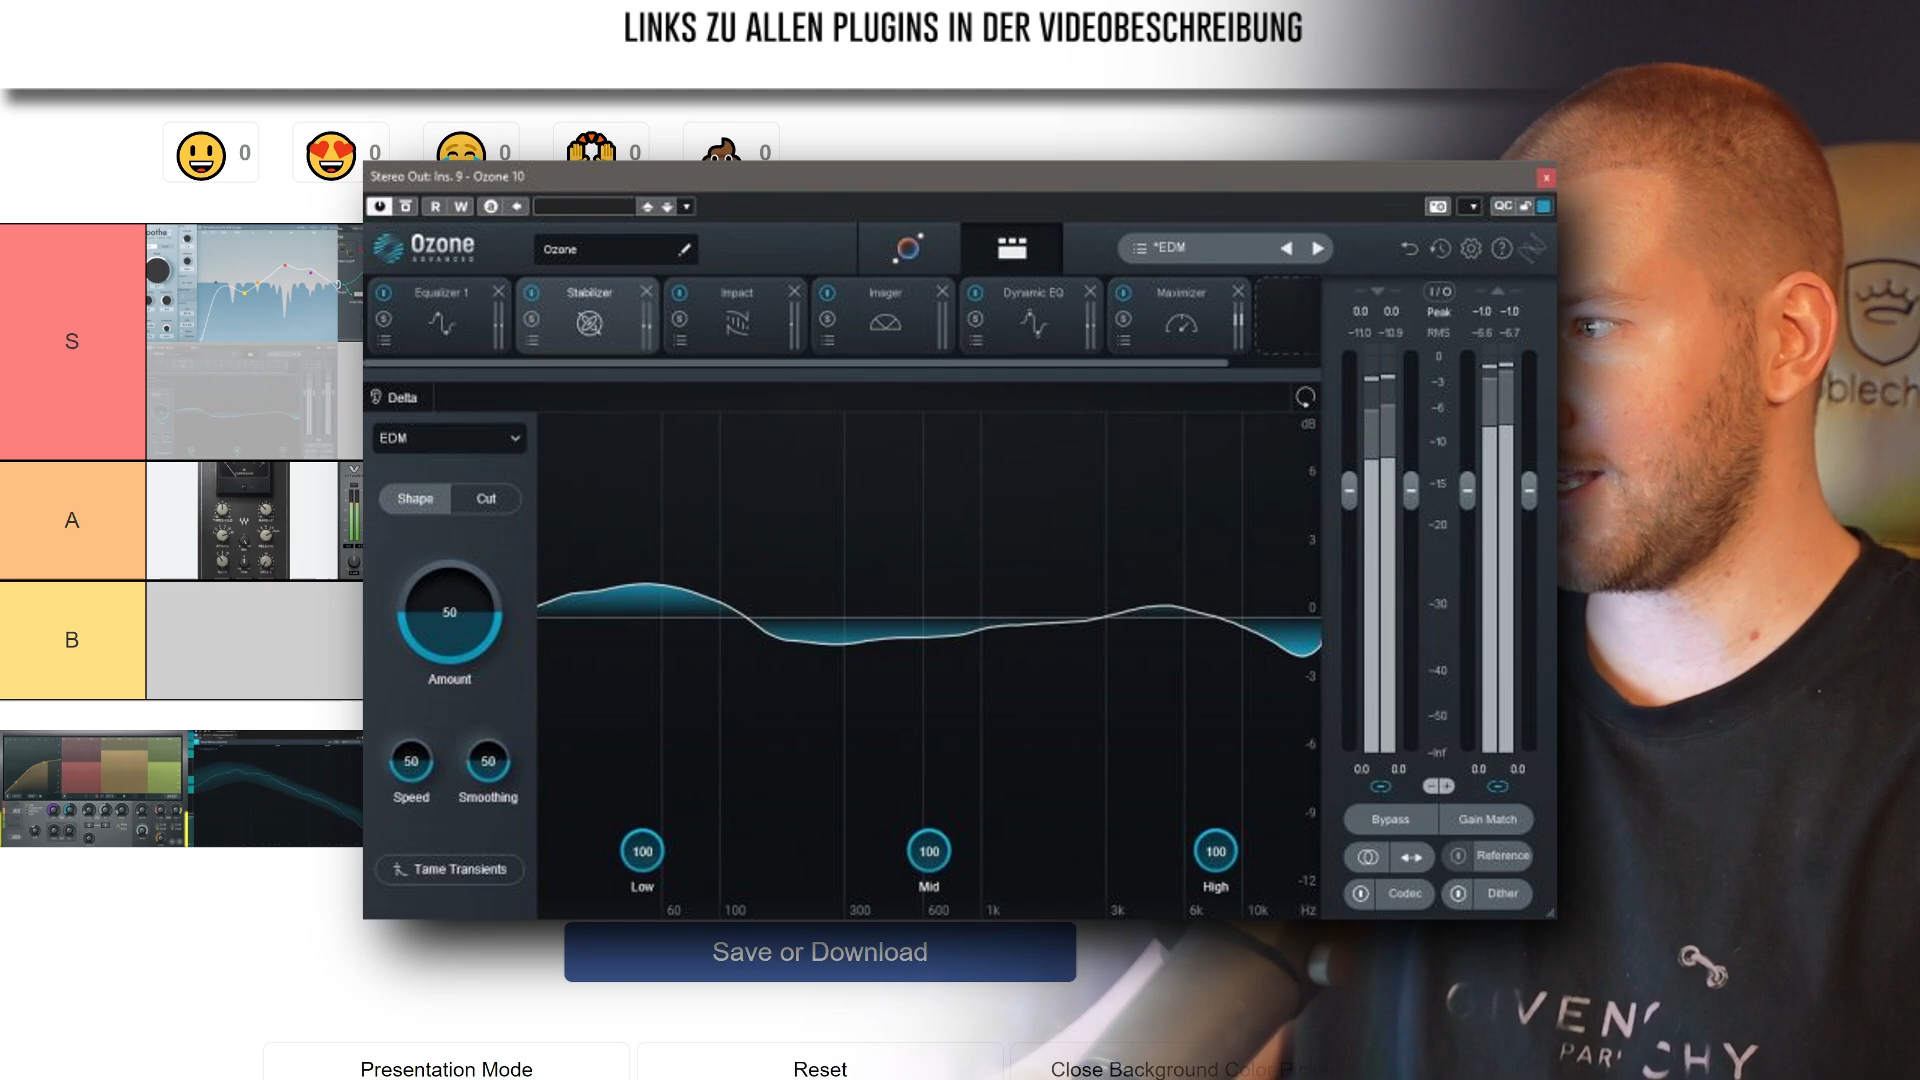 LINKS ZU ALLEN PLUGINS IN DER VIDEOBESCHREIBUNG
0 0 0 0 0
Stereo Out: Ins. 9 - Ozone 10
x
R W QC
Ozone
ADVANCED
Ozone
*EDM
Equalizer 1 Stabilizer Impact Imager Dynamic EQ Maximizer
S S S S S S
I / O
0.0 0.0 Peak -1.0 -1.0
-11.0 -10.9 RMS -6.6 -6.7
Delta
EDM
Shape Cut
50
Amount
50 50
Speed Smoothing
Tame Transients
dB
6
3
0
-3
-6
-9
-12
100 100 100
Low Mid High
60 100 300 600 1k 3k 6k 10k Hz
0
-3
-6
-10
-15
-20
-30
-40
-50
-Inf
0.0 0.0 0.0 0.0
Bypass Gain Match
Reference
Codec Dither
S
A
B
Save or Download
Presentation Mode Reset Close Background Color
oothe
blech
GIVENC
PARI
CHY